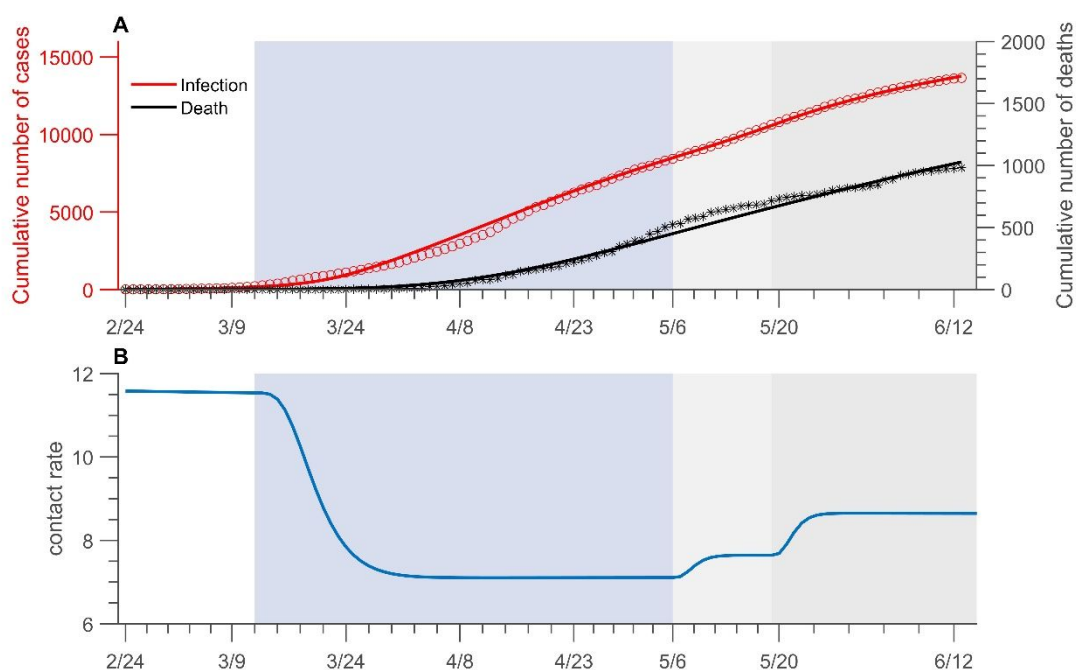 A
Cumulative number of cases
15000
10000
5000
0
Infection
Death
2000
1500
1000
500
0
Cumulative number of deaths
2/24 3/9 3/24 4/8 4/23 5/6 5/20 6/12
B
contact rate
12
10
8
6
2/24 3/9 3/24 4/8 4/23 5/6 5/20 6/12